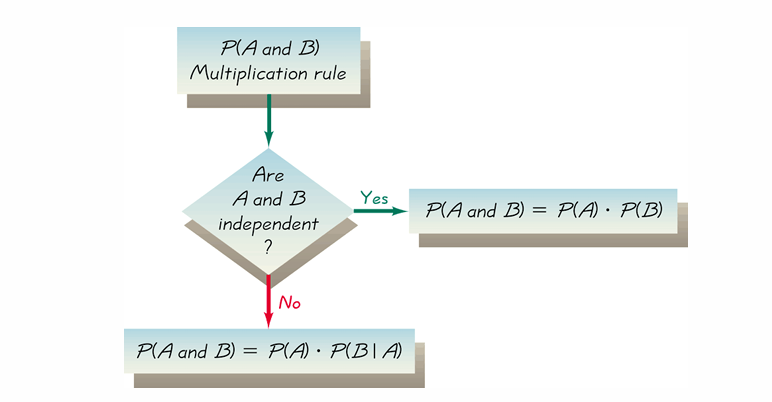 P(A and B)
Multiplication rule
Are
A and B
independent
?
Yes
P(A and B) = P(A) · P(B)
No
P(A and B) = P(A) · P(B | A)